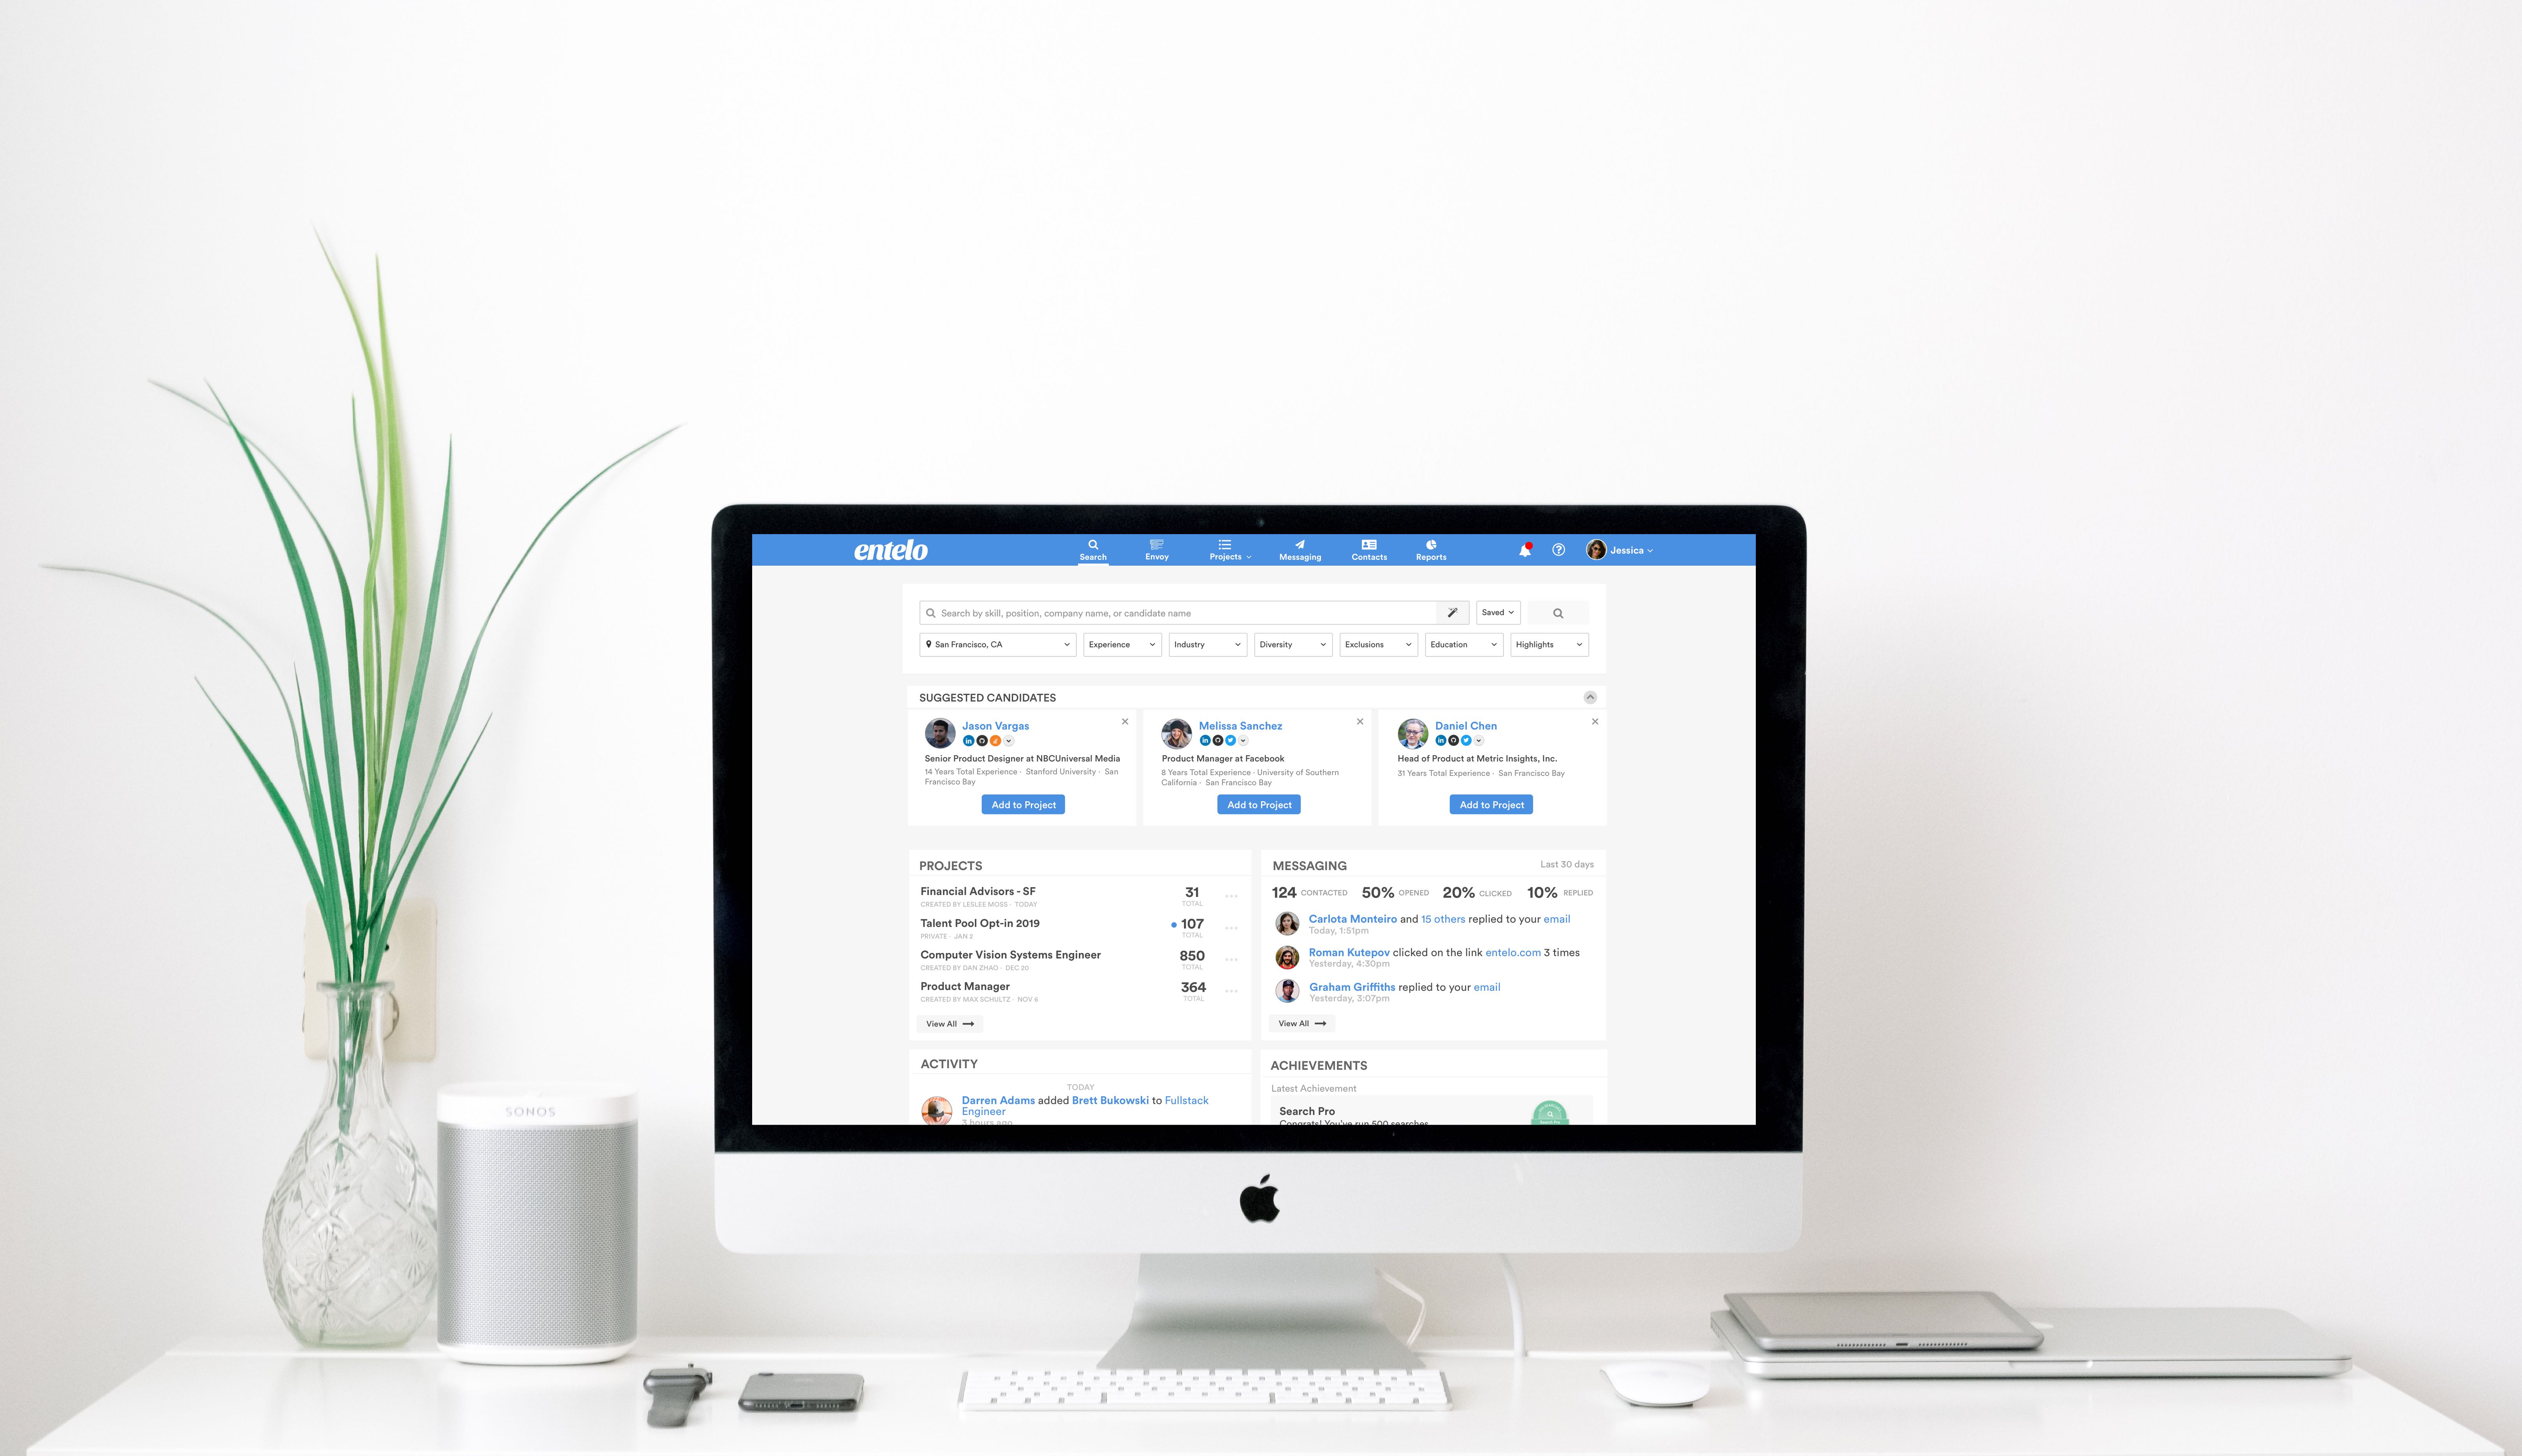 entelo
Search
Envoy
Projects
Messaging
Contacts
Reports
Jessica
Search by skill, position, company name, or candidate name
Saved
San Francisco, CA
Experience
Industry
Diversity
Exclusions
Education
Highlights
SUGGESTED CANDIDATES
Jason Vargas
Senior Product Designer at NBCUniversal Media
14 Years Total Experience · Stanford University · San
Francisco Bay
Add to Project
Melissa Sanchez
Product Manager at Facebook
8 Years Total Experience · University of Southern
California · San Francisco Bay
Add to Project
Daniel Chen
Head of Product at Metric Insights, Inc.
31 Years Total Experience · San Francisco Bay
Add to Project
PROJECTS
Financial Advisors - SF
CREATED BY LESLEE MOSS · TODAY
31
TOTAL
Talent Pool Opt-in 2019
PRIVATE · JAN 2
107
TOTAL
Computer Vision Systems Engineer
CREATED BY DAN ZHAO · DEC 20
850
TOTAL
Product Manager
CREATED BY MAX SCHULTZ · NOV 6
364
TOTAL
View All
MESSAGING
Last 30 days
124 CONTACTED 50% OPENED 20% CLICKED 10% REPLIED
Carlota Monteiro and 15 others replied to your email
Today, 1:51pm
Roman Kutepov clicked on the link entelo.com 3 times
Yesterday, 4:30pm
Graham Griffiths replied to your email
Yesterday, 3:07pm
View All
ACTIVITY
TODAY
Darren Adams added Brett Bukowski to Fullstack
Engineer
3 hours ago
ACHIEVEMENTS
Latest Achievement
Search Pro
Congrats! You've run 500 searches
SONOS